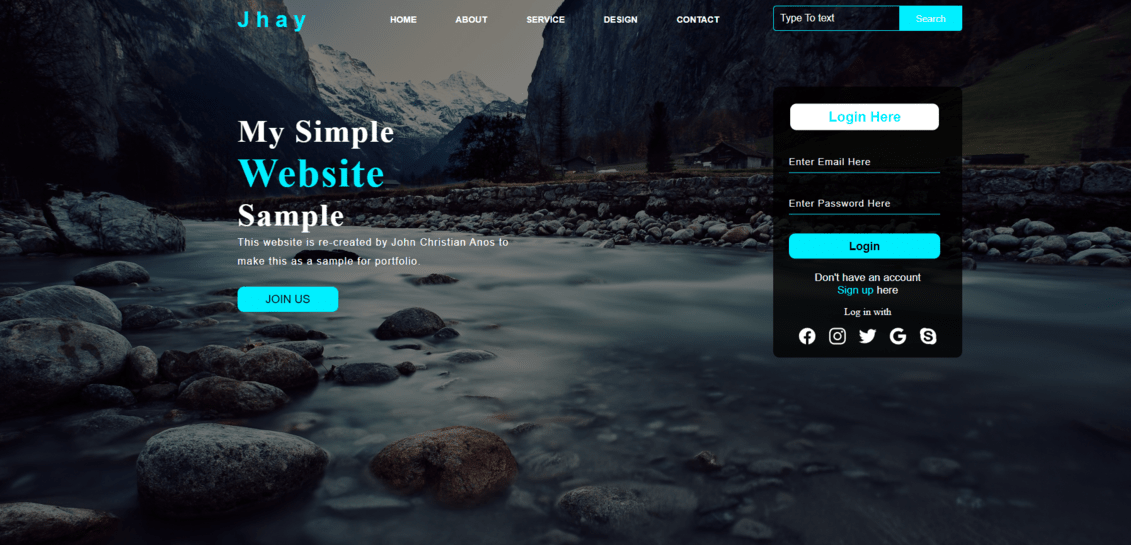 Jhay
HOME
ABOUT
SERVICE
DESIGN
CONTACT
Type To text
Search
My Simple
Website
Sample
This website is re-created by John Christian Anos to
make this as a sample for portfolio.
JOIN US
Login Here
Enter Email Here
Enter Password Here
Login
Don't have an account
Sign up here
Log in with